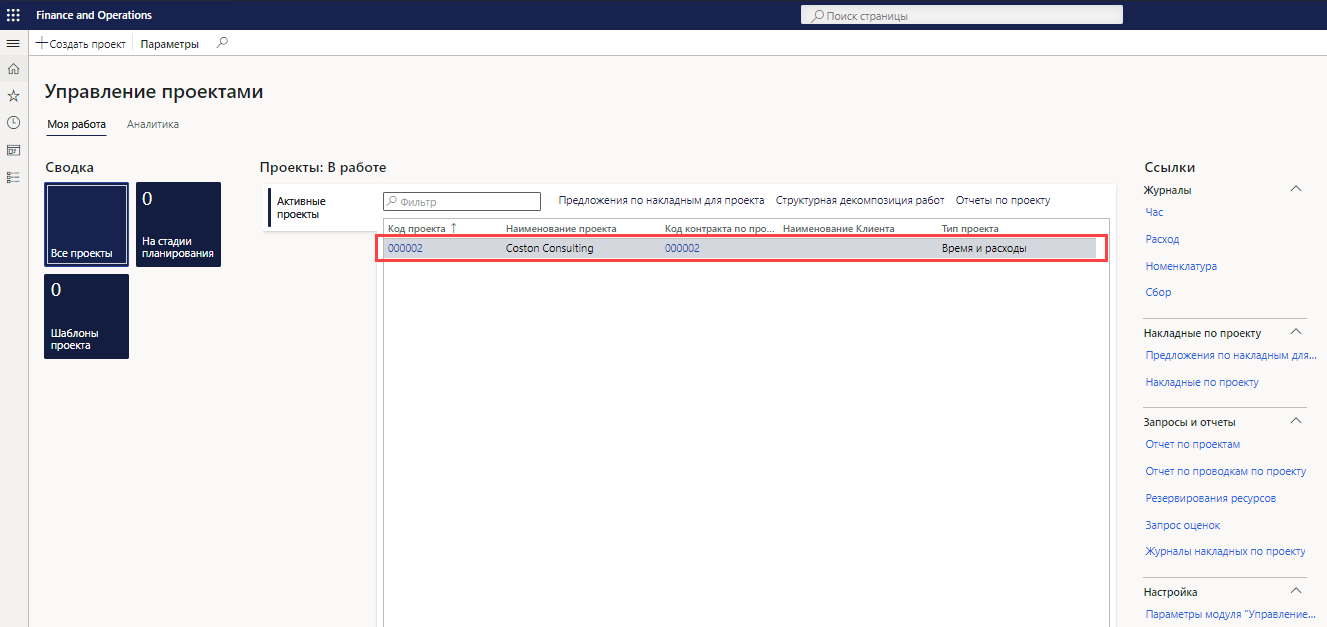 Finance and Operations
Поиск страницы
Создать проект Параметры
Управление проектами
Моя работа Аналитика
Сводка
Все проекты
0
На стадии
планирования
0
Шаблоны
проекта
Проекты: В работе
Активные
проекты
Фильтр Предложения по накладным для проекта Структурная декомпозиция работ Отчеты по проекту
Код проекта Наименование проекта Код контракта по про... Наименование Клиента Тип проекта
000002 Coston Consulting 000002 Время и расходы
Ссылки
Журналы
Час
Расход
Номенклатура
Сбор
Накладные по проекту
Предложения по накладным для...
Накладные по проекту
Запросы и отчеты
Отчет по проектам
Отчет по проводкам по проекту
Резервирования ресурсов
Запрос оценок
Журналы накладных по проекту
Настройка
Параметры модуля "Управление...